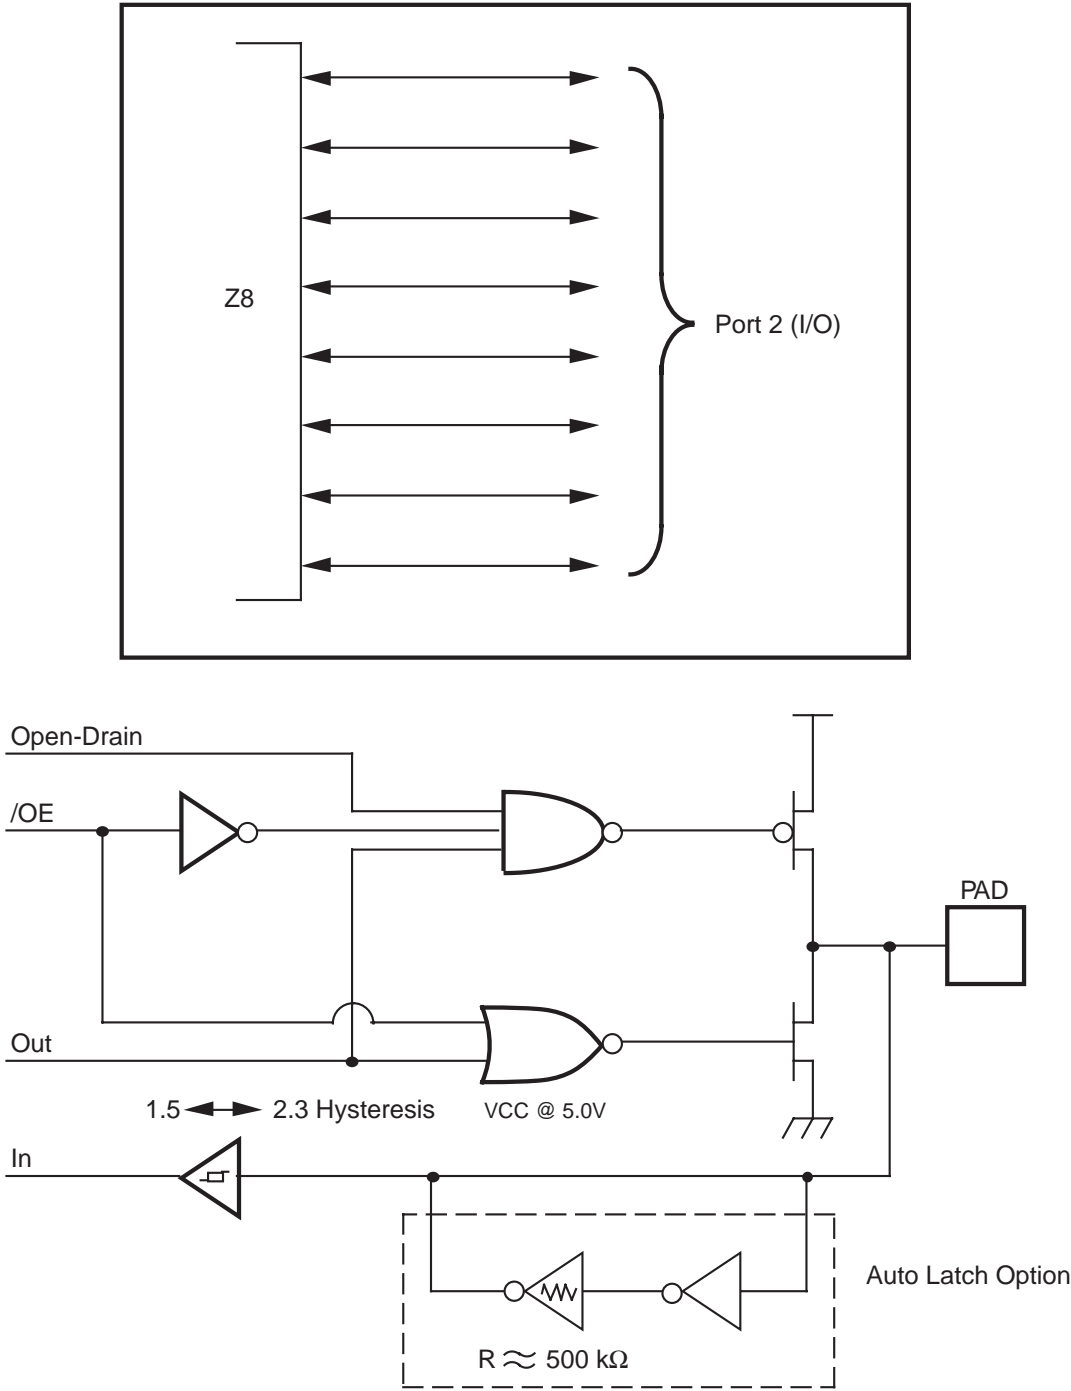 Z8
Port 2 (I/O)
Open-Drain
/OE
PAD
Out
1.5 2.3 Hysteresis VCC @ 5.0V
In
Auto Latch Option
R ≈ 500 kΩ